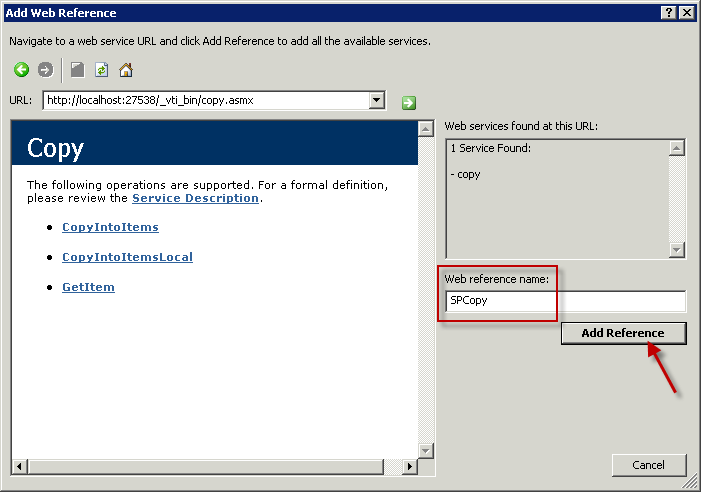 Add Web Reference
Navigate to a web service URL and click Add Reference to add all the available services.
URL: http://localhost:27538/_vti_bin/copy.asmx
Copy
The following operations are supported. For a formal definition,
please review the Service Description.
CopyIntoItems
CopyIntoItemsLocal
GetItem
Web services found at this URL:
1 Service Found:
- copy
Web reference name:
SPCopy
Add Reference
Cancel